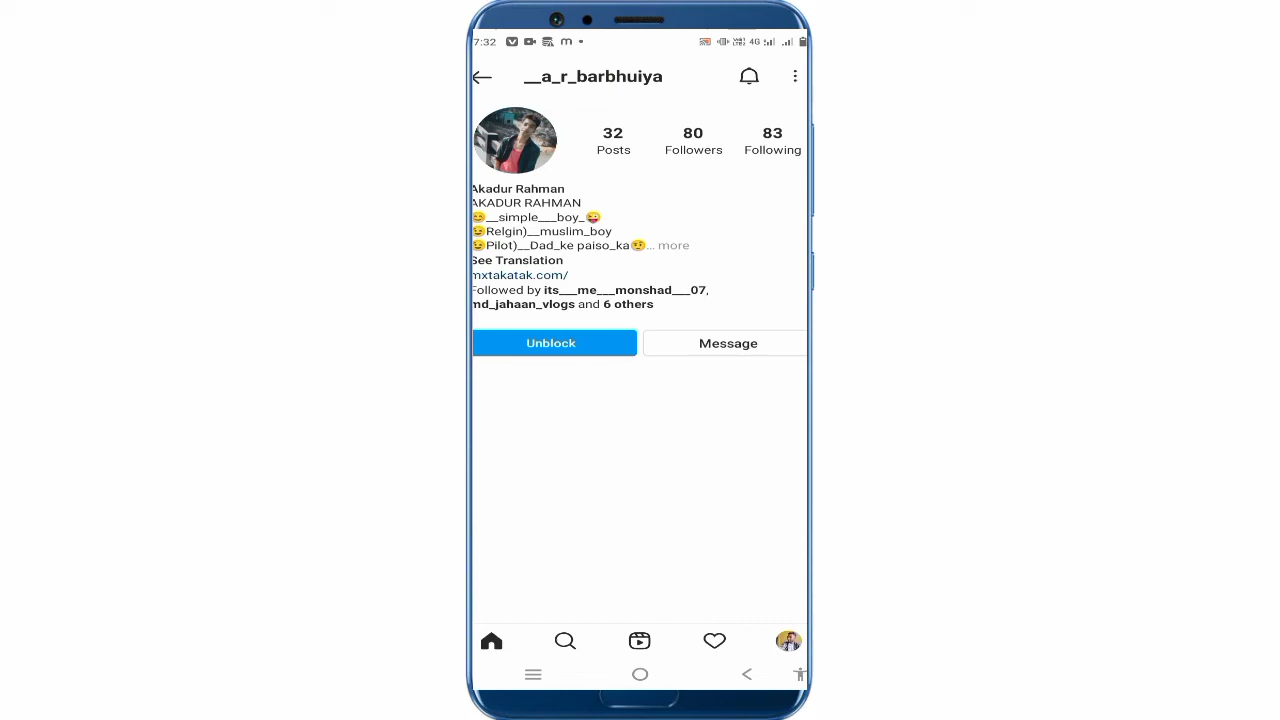 7:32
4G
__a_r_barbhuiya
32
80
83
Posts
Followers
Following
Akadur Rahman
AKADUR RAHMAN
😊__simple___boy_😜
😉Relgin)__muslim_boy
😉Pilot)__Dad_ke paiso_ka🤨... more
See Translation
mxtakatak.com/
Followed by its___me___monshad___07,
md_jahaan_vlogs and 6 others
Unblock
Message